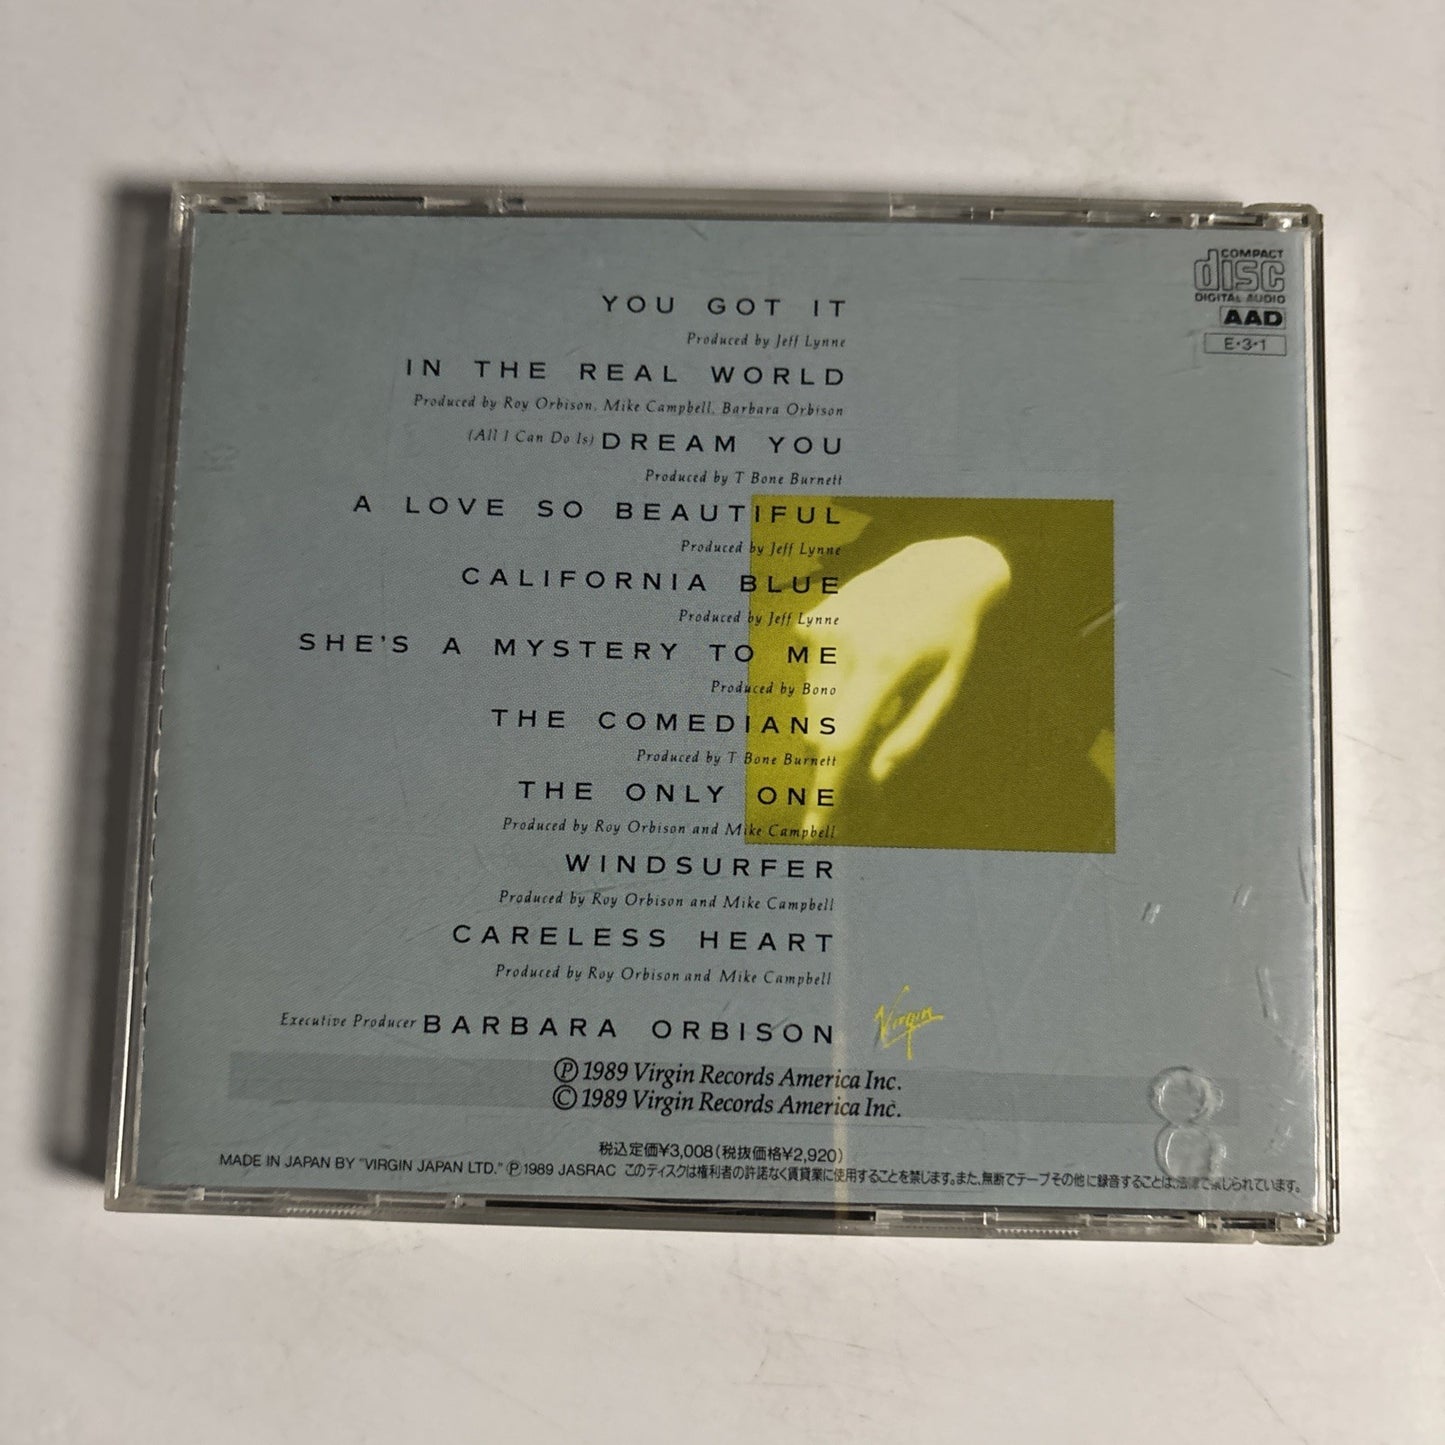 COMPACT
disc
DIGITAL AUDIO
AAD
E·3·1
YOU GOT IT
Produced by Jeff Lynne
IN THE REAL WORLD
Produced by Roy Orbison, Mike Campbell, Barbara Orbison
(All I Can Do Is) DREAM YOU
Produced by T Bone Burnett
A LOVE SO BEAUTIFUL
Produced by Jeff Lynne
CALIFORNIA BLUE
Produced by Jeff Lynne
SHE'S A MYSTERY TO ME
Produced by Bono
THE COMEDIANS
Produced by T Bone Burnett
THE ONLY ONE
Produced by Roy Orbison and Mike Campbell
WINDSURFER
Produced by Roy Orbison and Mike Campbell
CARELESS HEART
Produced by Roy Orbison and Mike Campbell
Executive Producer BARBARA ORBISON
Virgin
Ⓟ 1989 Virgin Records America Inc.
© 1989 Virgin Records America Inc.
税込定価¥3,008(税抜価格¥2,920)
MADE IN JAPAN BY "VIRGIN JAPAN LTD." Ⓟ1989 JASRAC このディスクは権利者の許諾なく賃貸業に使用することを禁じます。また、無断でテープその他に録音することは法律で禁じられています。